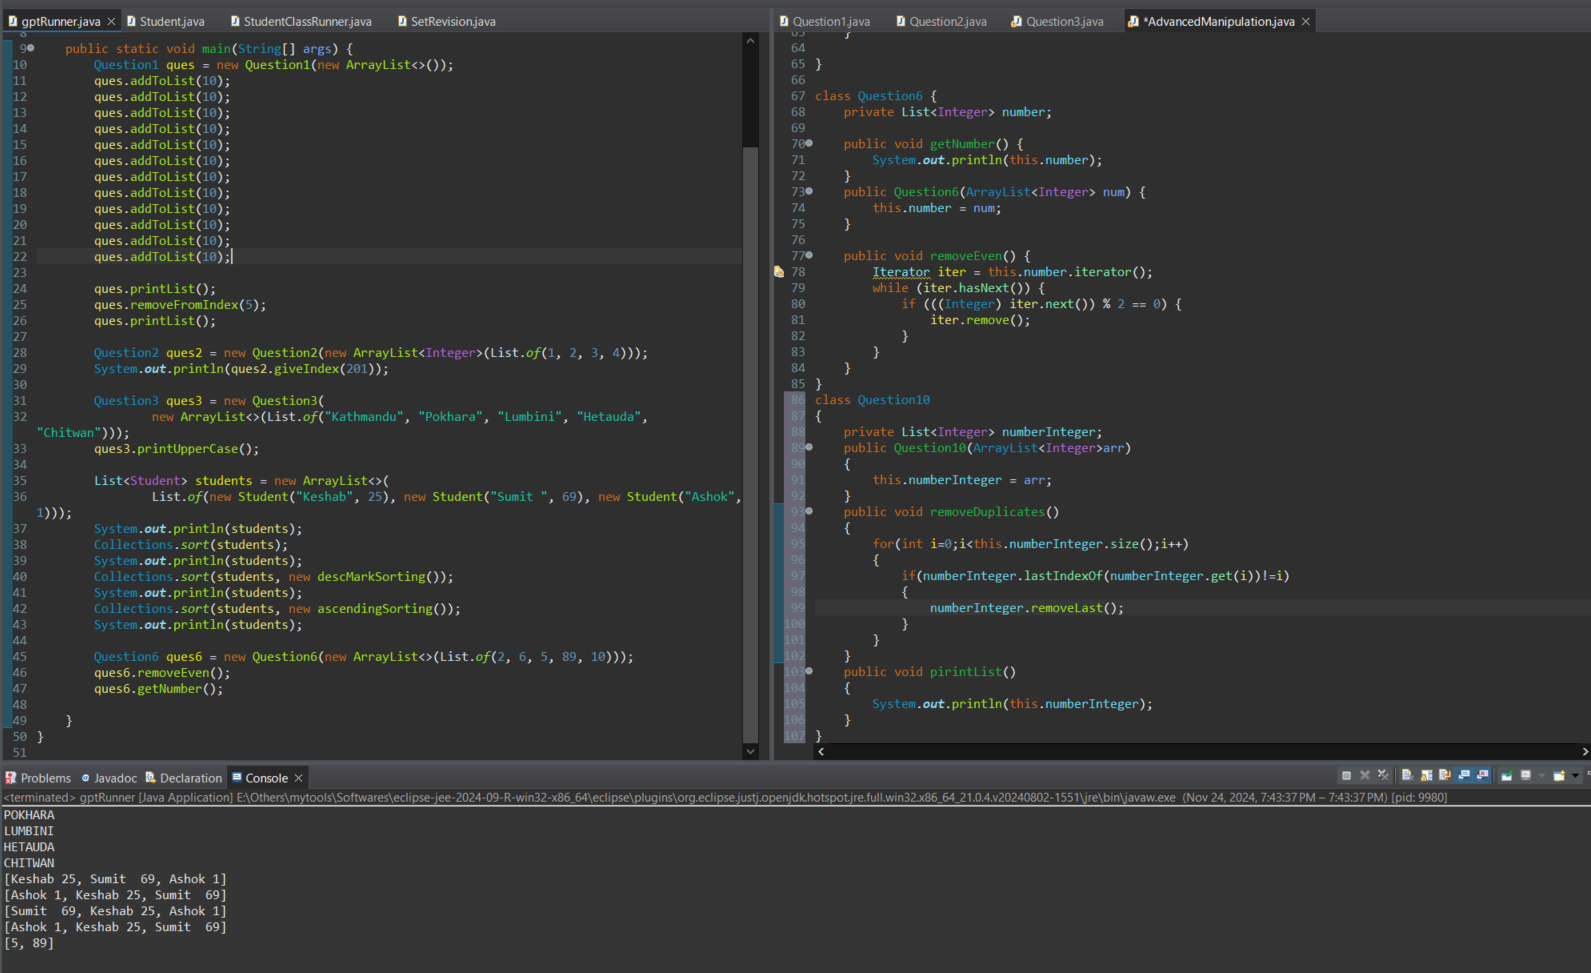 gptRunner.java
Student.java
StudentClassRunner.java
SetRevision.java
8
9 public static void main(String[] args) {
10 Question1 ques = new Question1(new ArrayList<>());
11 ques.addToList(10);
12 ques.addToList(10);
13 ques.addToList(10);
14 ques.addToList(10);
15 ques.addToList(10);
16 ques.addToList(10);
17 ques.addToList(10);
18 ques.addToList(10);
19 ques.addToList(10);
20 ques.addToList(10);
21 ques.addToList(10);
22 ques.addToList(10);
23
24 ques.printList();
25 ques.removeFromIndex(5);
26 ques.printList();
27
28 Question2 ques2 = new Question2(new ArrayList<Integer>(List.of(1, 2, 3, 4)));
29 System.out.println(ques2.giveIndex(201));
30
31 Question3 ques3 = new Question3(
32 new ArrayList<>(List.of("Kathmandu", "Pokhara", "Lumbini", "Hetauda",
"Chitwan")));
33 ques3.printUpperCase();
34
35 List<Student> students = new ArrayList<>(
36 List.of(new Student("Keshab", 25), new Student("Sumit ", 69), new Student("Ashok",
1)));
37 System.out.println(students);
38 Collections.sort(students);
39 System.out.println(students);
40 Collections.sort(students, new descMarkSorting());
41 System.out.println(students);
42 Collections.sort(students, new ascendingSorting());
43 System.out.println(students);
44
45 Question6 ques6 = new Question6(new ArrayList<>(List.of(2, 6, 5, 89, 10)));
46 ques6.removeEven();
47 ques6.getNumber();
48
49 }
50 }
51
Question1.java
Question2.java
Question3.java
*AdvancedManipulation.java
63 }
64
65 }
66
67 class Question6 {
68 private List<Integer> number;
69
70 public void getNumber() {
71 System.out.println(this.number);
72 }
73 public Question6(ArrayList<Integer> num) {
74 this.number = num;
75 }
76
77 public void removeEven() {
78 Iterator iter = this.number.iterator();
79 while (iter.hasNext()) {
80 if (((Integer) iter.next()) % 2 == 0) {
81 iter.remove();
82 }
83 }
84 }
85 }
86 class Question10
87 {
88 private List<Integer> numberInteger;
89 public Question10(ArrayList<Integer>arr)
90 {
91 this.numberInteger = arr;
92 }
93 public void removeDuplicates()
94 {
95 for(int i=0;i<this.numberInteger.size();i++)
96 {
97 if(numberInteger.lastIndexOf(numberInteger.get(i))!=i)
98 {
99 numberInteger.removeLast();
100 }
101 }
102 }
103 public void pirintList()
104 {
105 System.out.println(this.numberInteger);
106 }
107 }
Problems
Javadoc
Declaration
Console
<terminated> gptRunner [Java Application] E:\Others\mytools\Softwares\eclipse-jee-2024-09-R-win32-x86_64\eclipse\plugins\org.eclipse.justj.openjdk.hotspot.jre.full.win32.x86_64_21.0.4.v20240802-1551\jre\bin\javaw.exe (Nov 24, 2024, 7:43:37 PM – 7:43:37 PM) [pid: 9980]
POKHARA
LUMBINI
HETAUDA
CHITWAN
[Keshab 25, Sumit  69, Ashok 1]
[Ashok 1, Keshab 25, Sumit  69]
[Sumit  69, Keshab 25, Ashok 1]
[Ashok 1, Keshab 25, Sumit  69]
[5, 89]